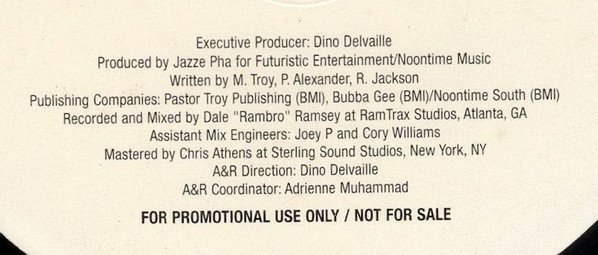 Executive Producer: Dino Delvaille
Produced by Jazze Pha for Futuristic Entertainment/Noontime Music
Written by M. Troy, P. Alexander, R. Jackson
Publishing Companies: Pastor Troy Publishing (BMI), Bubba Gee (BMI)/Noontime South (BMI)
Recorded and Mixed by Dale "Rambro" Ramsey at RamTrax Studios, Atlanta, GA
Assistant Mix Engineers: Joey P and Cory Williams
Mastered by Chris Athens at Sterling Sound Studios, New York, NY
A&R Direction: Dino Delvaille
A&R Coordinator: Adrienne Muhammad
FOR PROMOTIONAL USE ONLY / NOT FOR SALE